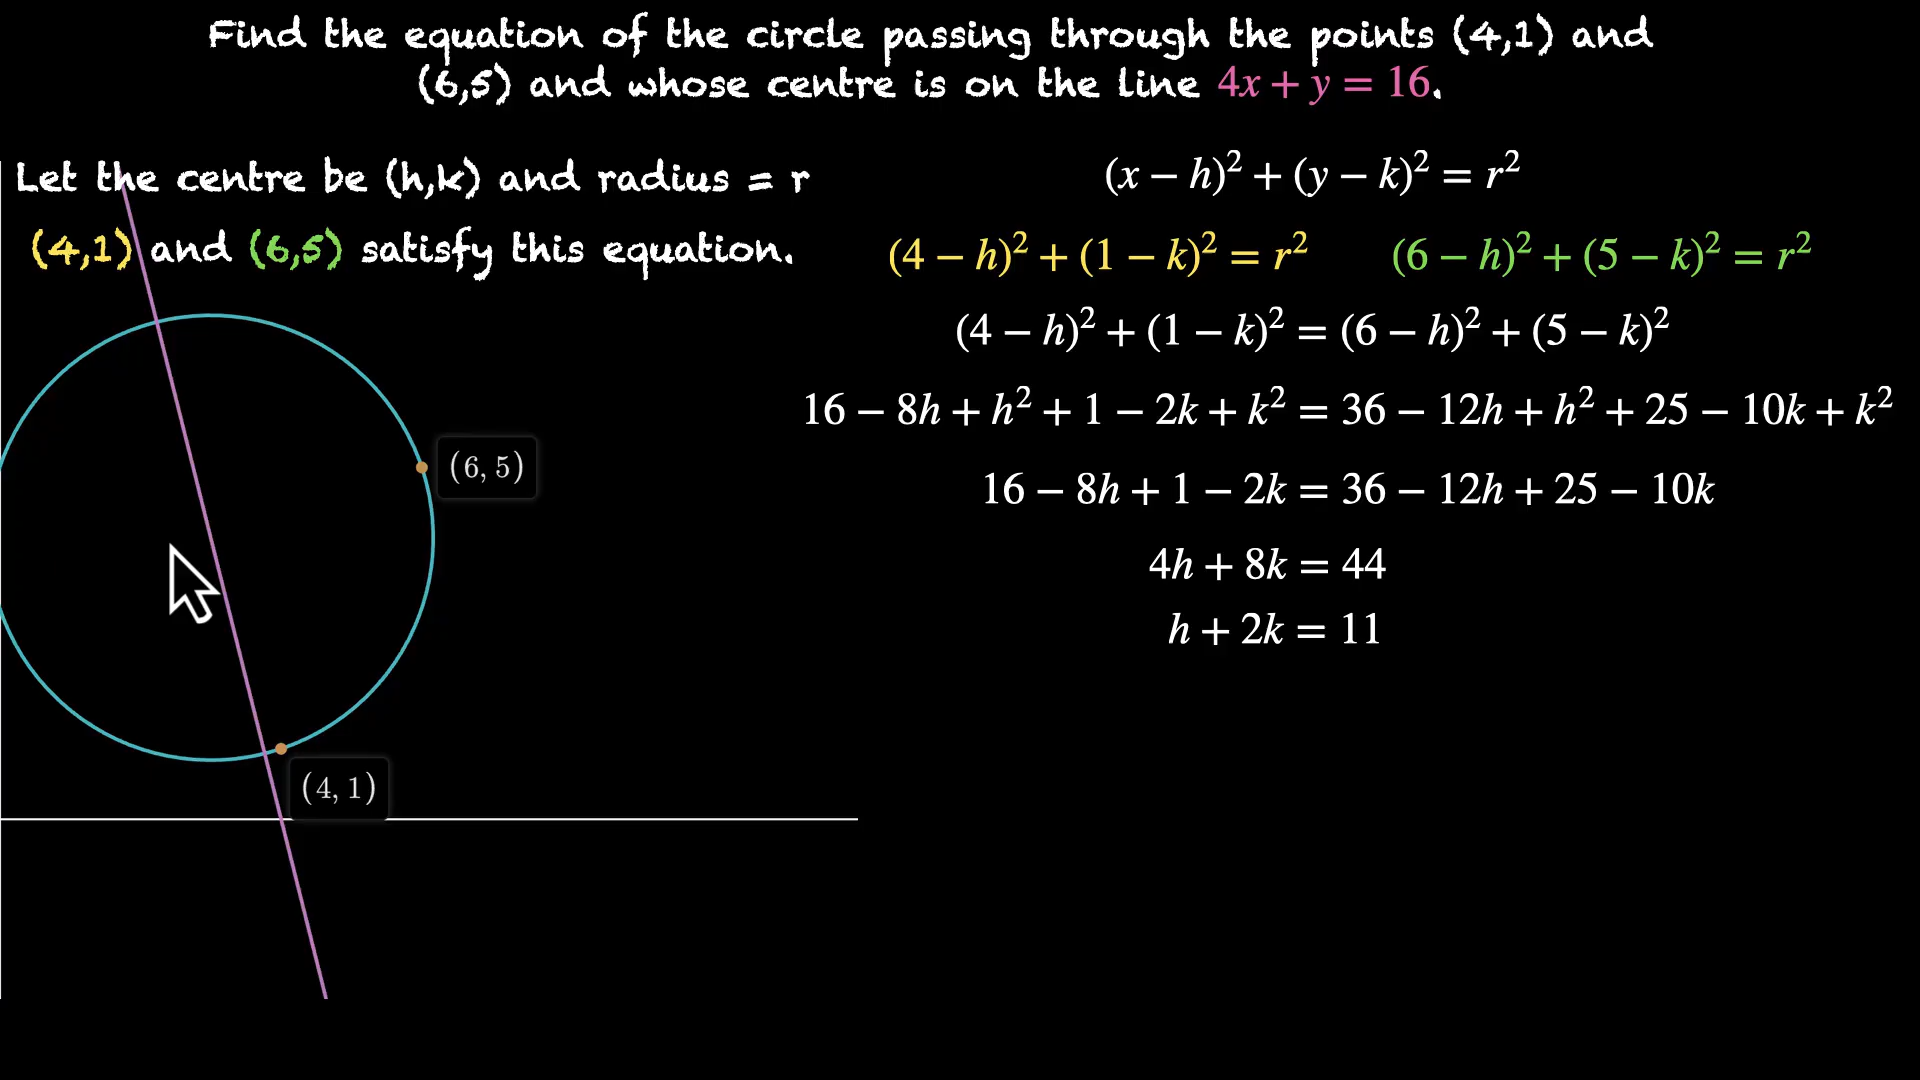 Find the equation of the circle passing through the points (4,1) and
(6,5) and whose centre is on the line 4x + y = 16.
Let the centre be (h,k) and radius = r
(x − h)² + (y − k)² = r²
(4,1) and (6,5) satisfy this equation.
(4 − h)² + (1 − k)² = r²
(6 − h)² + (5 − k)² = r²
(4 − h)² + (1 − k)² = (6 − h)² + (5 − k)²
16 − 8h + h² + 1 − 2k + k² = 36 − 12h + h² + 25 − 10k + k²
16 − 8h + 1 − 2k = 36 − 12h + 25 − 10k
4h + 8k = 44
h + 2k = 11
(6, 5)
(4, 1)